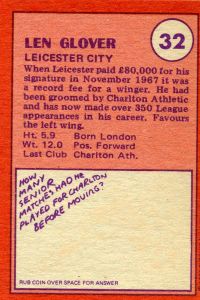 LEN GLOVER
32
LEICESTER CITY
When Leicester paid £80,000 for his
signature in November 1967 it was
a record fee for a winger. He had
been groomed by Charlton Athletic
and has now made over 350 League
appearances in his career. Favours
the left wing.
Ht. 5.9 Born London
Wt. 12.0 Pos. Forward
Last Club Charlton Ath.
HOW
MANY
SENIOR
MATCHES HAD HE
PLAYED FOR CHARLTON
BEFORE MOVING?
RUB COIN OVER SPACE FOR ANSWER